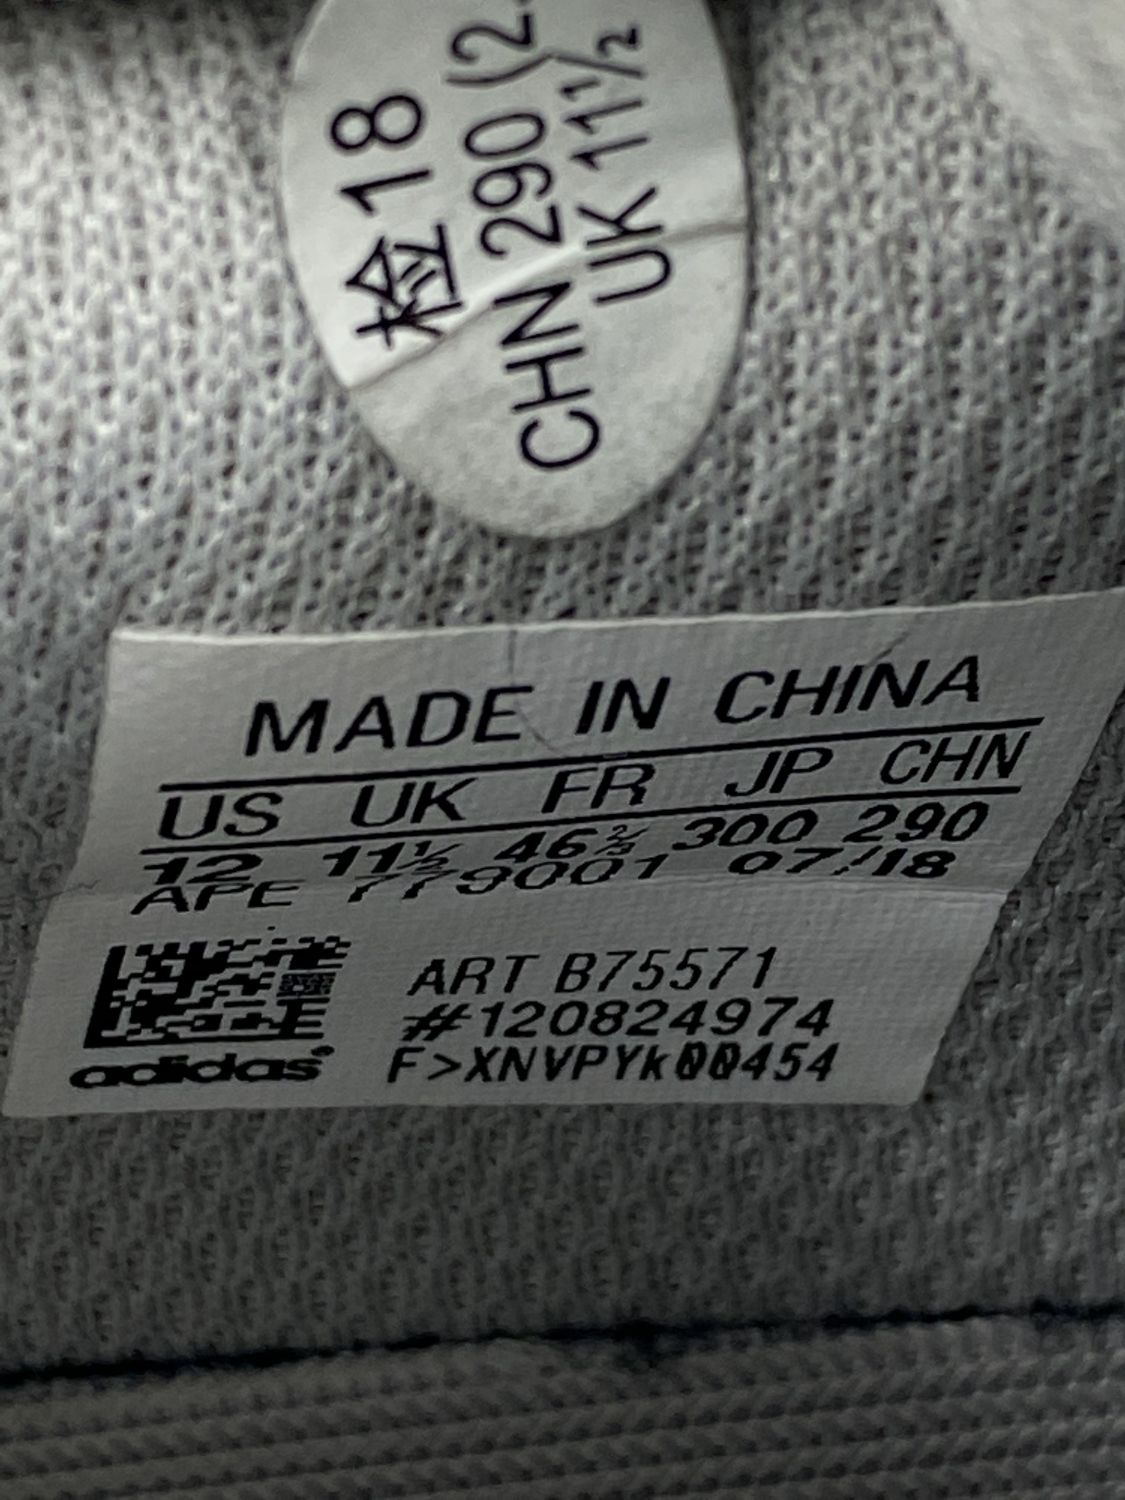 检18
CHN 290 (2.
UK 11½
MADE IN CHINA
US UK FR JP CHN
12 11½ 46⅔ 300 290
APE 779001 07/18
ART B75571
#120824974
F>XNVPYk00454
adidas®